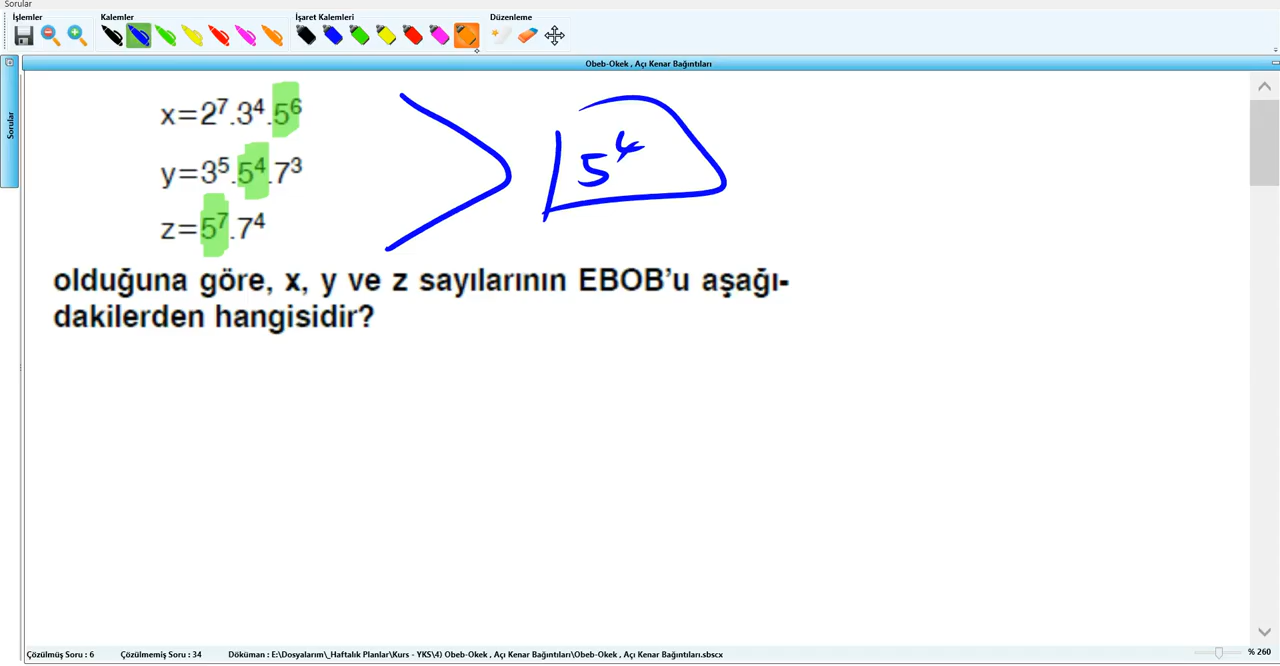 Sorular
İşlemler
Kalemler
İşaret Kalemleri
Düzenleme
Obeb-Okek , Açı Kenar Bağıntıları
Sorular
x=2⁷.3⁴.5⁶
y=3⁵.5⁴.7³
z=5⁷.7⁴
5⁴
olduğuna göre, x, y ve z sayılarının EBOB’u aşağı-
dakilerden hangisidir?
Çözülmüş Soru : 6
Çözülmemiş Soru : 34
Döküman : E:\Dosyalarım\_Haftalık Planlar\Kurs - YKS\4) Obeb-Okek , Açı Kenar Bağıntıları\Obeb-Okek , Açı Kenar Bağıntıları.sbscx
% 260